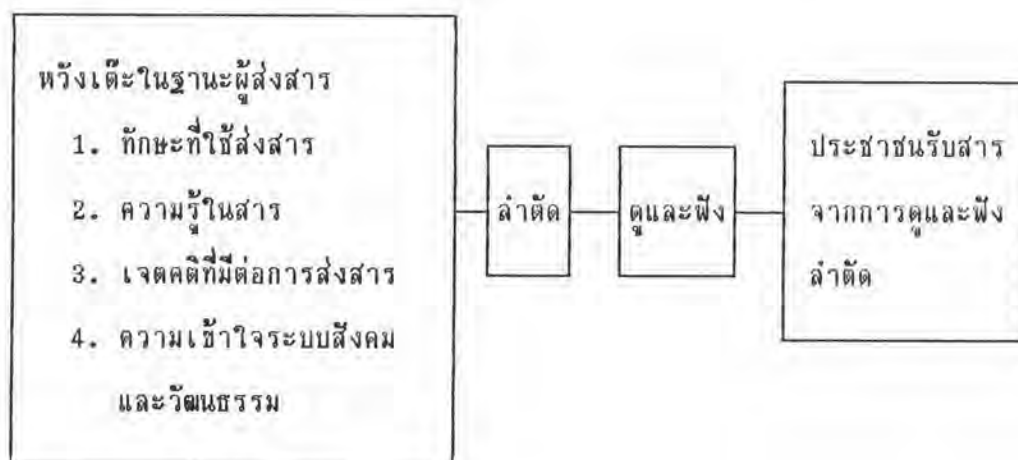 หวังเต๊ะในฐานะผู้ส่งสาร
1. ทักษะที่ใช้ส่งสาร
2. ความรู้ในสาร
3. เจตคติที่มีต่อการส่งสาร
4. ความเข้าใจระบบสังคม
และวัฒนธรรม
ลำตัด
ดูและฟัง
ประชาชนรับสาร
จากการดูและฟัง
ลำตัด